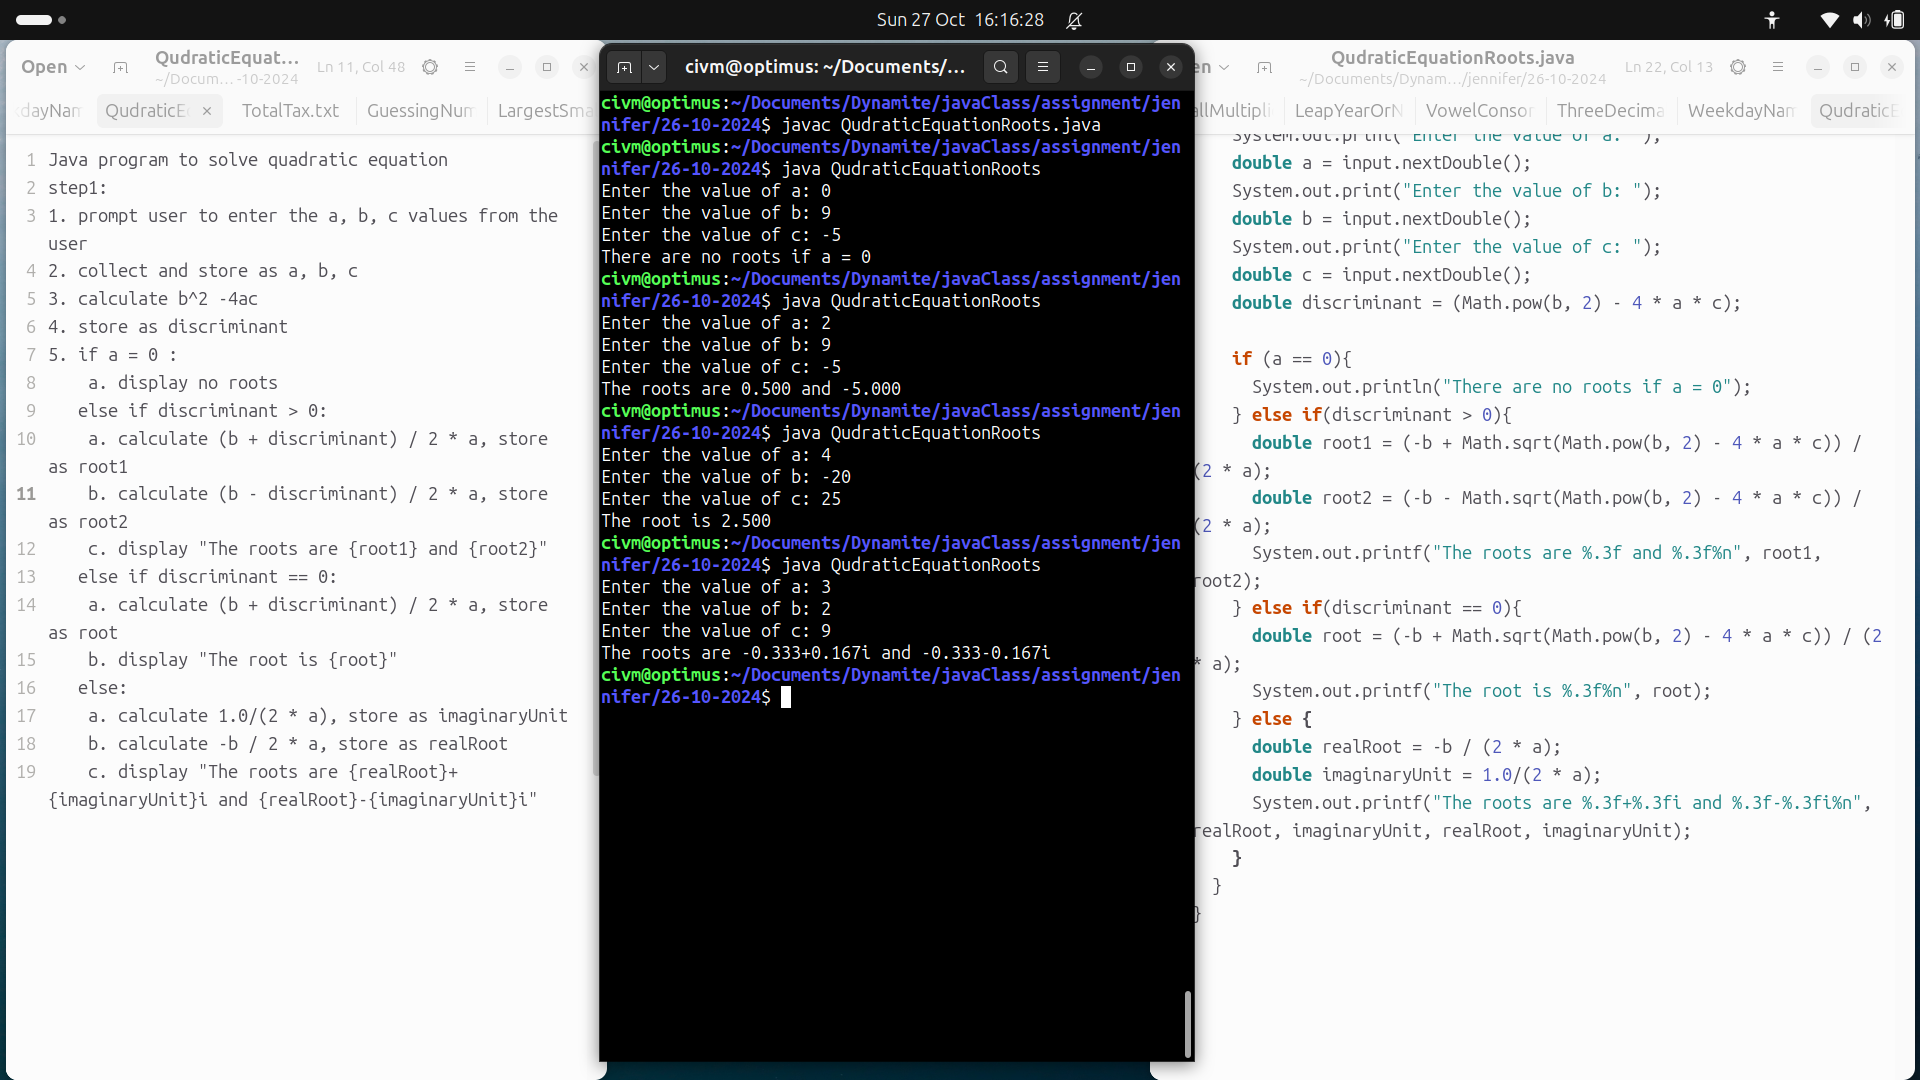 Sun 27 Oct 16:16:28
Open
QudraticEquat...
~/Docum... -10-2024
Ln 11, Col 48
QudraticE
TotalTax.txt
GuessingNum
LargestSma
1 Java program to solve quadratic equation
2 step1:
3 1. prompt user to enter the a, b, c values from the
user
4 2. collect and store as a, b, c
5 3. calculate b^2 -4ac
6 4. store as discriminant
7 5. if a = 0 :
8 a. display no roots
9 else if discriminant > 0:
10 a. calculate (b + discriminant) / 2 * a, store
as root1
11 b. calculate (b - discriminant) / 2 * a, store
as root2
12 c. display "The roots are {root1} and {root2}"
13 else if discriminant == 0:
14 a. calculate (b + discriminant) / 2 * a, store
as root
15 b. display "The root is {root}"
16 else:
17 a. calculate 1.0/(2 * a), store as imaginaryUnit
18 b. calculate -b / 2 * a, store as realRoot
19 c. display "The roots are {realRoot}+
{imaginaryUnit}i and {realRoot}-{imaginaryUnit}i"
civm@optimus: ~/Documents/...
civm@optimus:~/Documents/Dynamite/javaClass/assignment/jen
nifer/26-10-2024$ javac QudraticEquationRoots.java
civm@optimus:~/Documents/Dynamite/javaClass/assignment/jen
nifer/26-10-2024$ java QudraticEquationRoots
Enter the value of a: 0
Enter the value of b: 9
Enter the value of c: -5
There are no roots if a = 0
civm@optimus:~/Documents/Dynamite/javaClass/assignment/jen
nifer/26-10-2024$ java QudraticEquationRoots
Enter the value of a: 2
Enter the value of b: 9
Enter the value of c: -5
The roots are 0.500 and -5.000
civm@optimus:~/Documents/Dynamite/javaClass/assignment/jen
nifer/26-10-2024$ java QudraticEquationRoots
Enter the value of a: 4
Enter the value of b: -20
Enter the value of c: 25
The root is 2.500
civm@optimus:~/Documents/Dynamite/javaClass/assignment/jen
nifer/26-10-2024$ java QudraticEquationRoots
Enter the value of a: 3
Enter the value of b: 2
Enter the value of c: 9
The roots are -0.333+0.167i and -0.333-0.167i
civm@optimus:~/Documents/Dynamite/javaClass/assignment/jen
nifer/26-10-2024$
QudraticEquationRoots.java
~/Documents/Dynam.../jennifer/26-10-2024
Ln 22, Col 13
allMultipli
LeapYearOrN
VowelConsor
ThreeDecima
WeekdayNam
QudraticE
System.out.print("Enter the value of a: ");
double a = input.nextDouble();
System.out.print("Enter the value of b: ");
double b = input.nextDouble();
System.out.print("Enter the value of c: ");
double c = input.nextDouble();
double discriminant = (Math.pow(b, 2) - 4 * a * c);
if (a == 0){
System.out.println("There are no roots if a = 0");
} else if(discriminant > 0){
double root1 = (-b + Math.sqrt(Math.pow(b, 2) - 4 * a * c)) /
(2 * a);
double root2 = (-b - Math.sqrt(Math.pow(b, 2) - 4 * a * c)) /
(2 * a);
System.out.printf("The roots are %.3f and %.3f%n", root1,
root2);
} else if(discriminant == 0){
double root = (-b + Math.sqrt(Math.pow(b, 2) - 4 * a * c)) / (2
* a);
System.out.printf("The root is %.3f%n", root);
} else {
double realRoot = -b / (2 * a);
double imaginaryUnit = 1.0/(2 * a);
System.out.printf("The roots are %.3f+%.3fi and %.3f-%.3fi%n",
realRoot, imaginaryUnit, realRoot, imaginaryUnit);
}
}
}